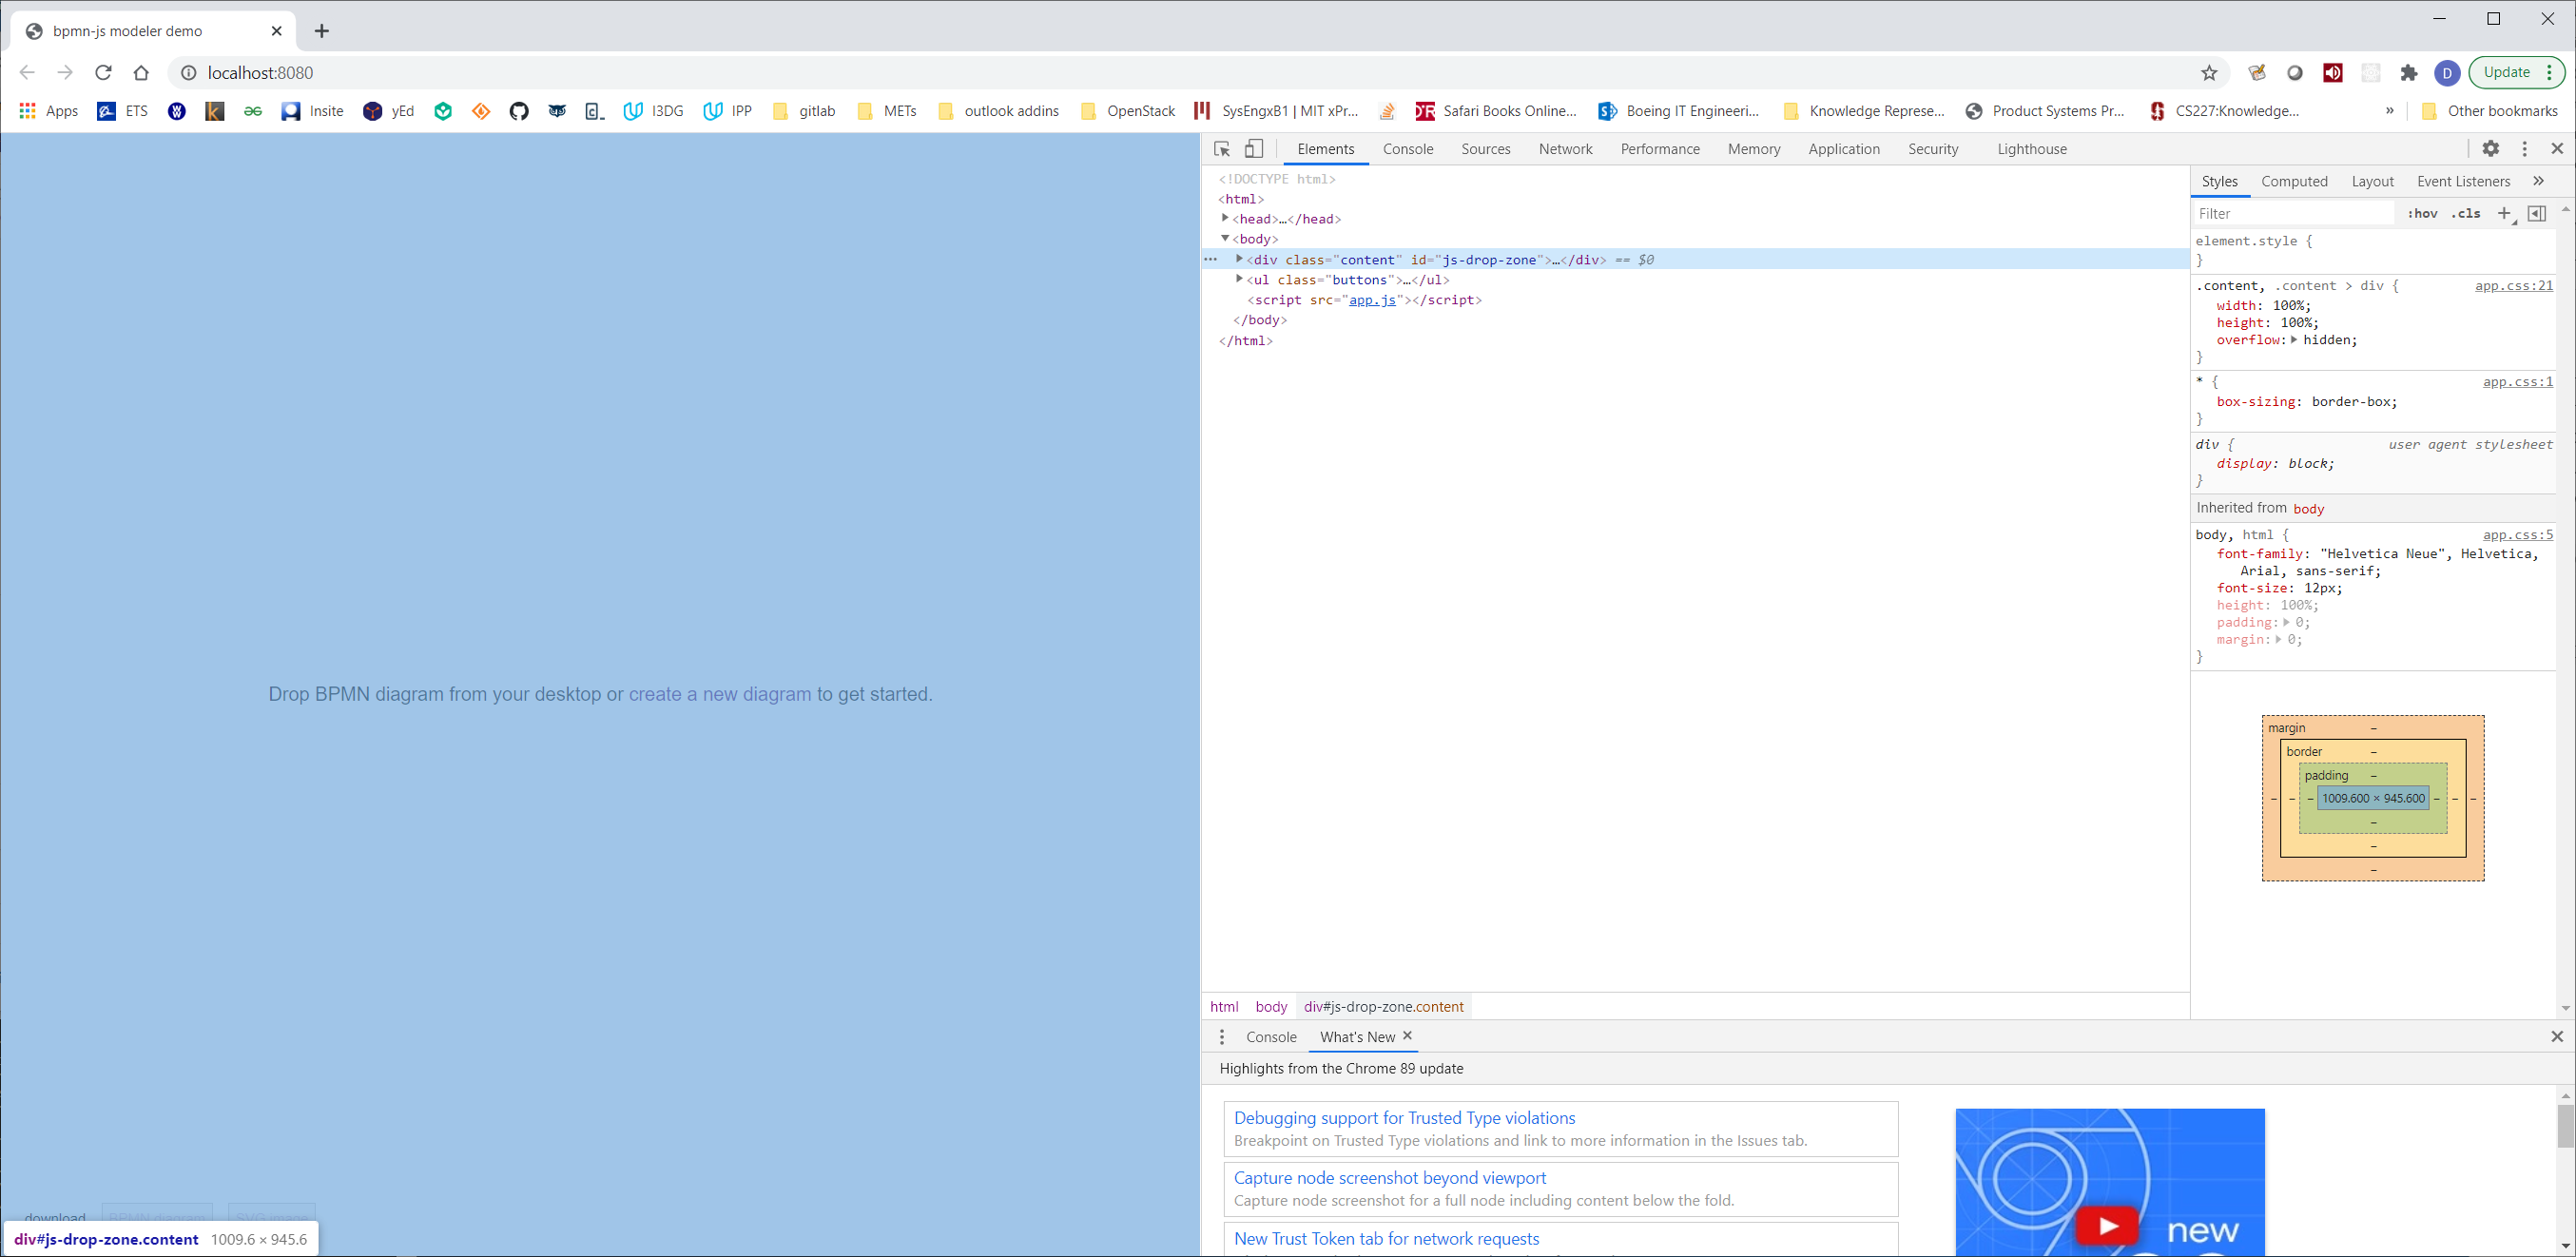 bpmn-js modeler demo
localhost:8080
D
Update
Apps
ETS
Insite
yEd
I3DG
IPP
gitlab
METs
outlook addins
OpenStack
SysEngxB1 | MIT xPr...
Safari Books Online...
Boeing IT Engineeri...
Knowledge Represe...
Product Systems Pr...
CS227:Knowledge...
»
Other bookmarks
Elements Console Sources Network Performance Memory Application Security Lighthouse
<!DOCTYPE html>
<html>
<head>…</head>
<body>
<div class="content" id="js-drop-zone">…</div> == $0
<ul class="buttons">…</ul>
<script src="app.js"></script>
</body>
</html>
Styles Computed Layout Event Listeners »
Filter :hov .cls +
element.style {
}
.content, .content > div { app.css:21
width: 100%;
height: 100%;
overflow: hidden;
}
* { app.css:1
box-sizing: border-box;
}
div { user agent stylesheet
display: block;
}
Inherited from body
body, html { app.css:5
font-family: "Helvetica Neue", Helvetica,
Arial, sans-serif;
font-size: 12px;
height: 100%;
padding: 0;
margin: 0;
}
margin –
border –
padding –
– – – 1009.600 × 945.600 – – –
–
–
–
Drop BPMN diagram from your desktop or create a new diagram to get started.
download BPMN diagram SVG image
div#js-drop-zone.content 1009.6 × 945.6
html body div#js-drop-zone.content
Console What's New
Highlights from the Chrome 89 update
Debugging support for Trusted Type violations
Breakpoint on Trusted Type violations and link to more information in the Issues tab.
Capture node screenshot beyond viewport
Capture node screenshot for a full node including content below the fold.
New Trust Token tab for network requests
new